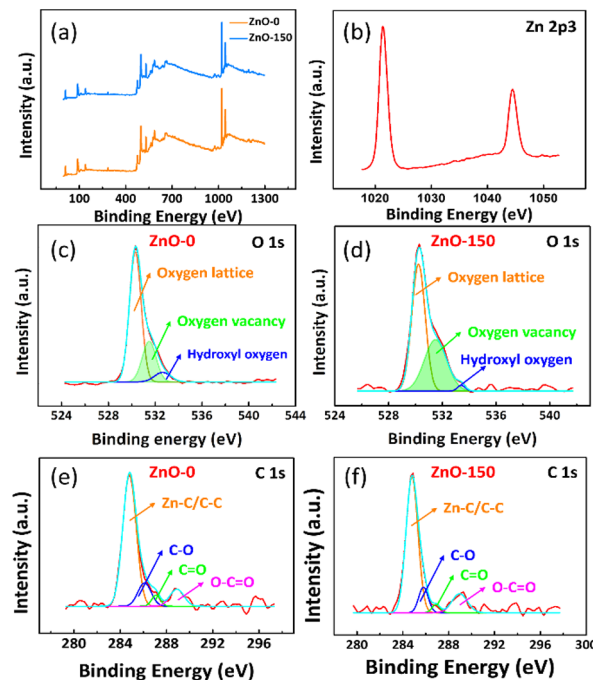 (a)
ZnO-0
ZnO-150
Intensity (a.u.)
100 400 700 1000 1300
Binding Energy (eV)
(b)
Zn 2p3
Intensity (a.u.)
1020 1030 1040 1050
Binding Energy (eV)
(c)
ZnO-0
O 1s
Oxygen lattice
Oxygen vacancy
Hydroxyl oxygen
Intensity (a.u.)
524 528 532 536 540 544
Binding energy (eV)
(d)
ZnO-150
O 1s
Oxygen lattice
Oxygen vacancy
Hydroxyl oxygen
Intensity (a.u.)
524 528 532 536 540
Binding Energy (eV)
(e)
ZnO-0
C 1s
Zn-C/C-C
C-O
C=O
O-C=O
Intensity (a.u.)
280 284 288 292 296
Binding Energy (eV)
(f)
ZnO-150
C 1s
Zn-C/C-C
C-O
C=O
O-C=O
Intensity (a.u.)
280 284 288 292 296 300
Binding Energy (eV)